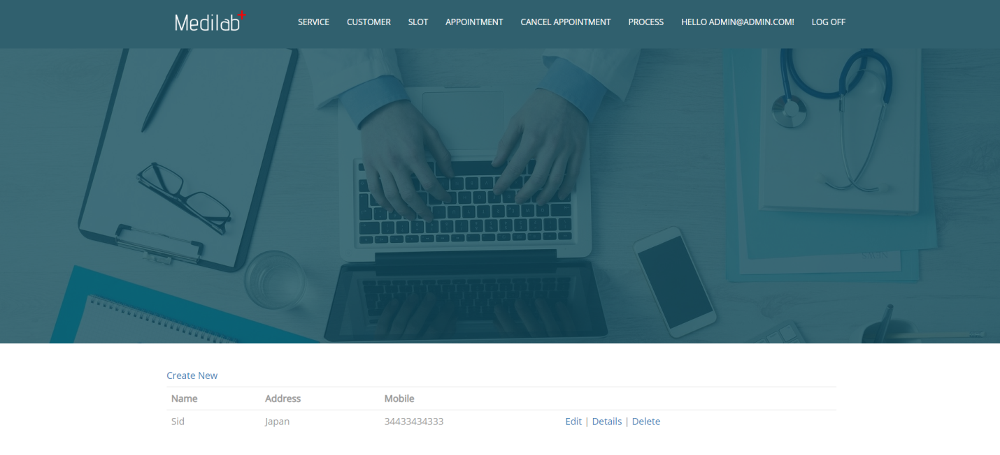 Medilab+ SERVICE CUSTOMER SLOT APPOINTMENT CANCEL APPOINTMENT PROCESS HELLO ADMIN@ADMIN.COM! LOG OFF
NEWS
Create New
Name Address Mobile
Sid Japan 34433434333 Edit | Details | Delete